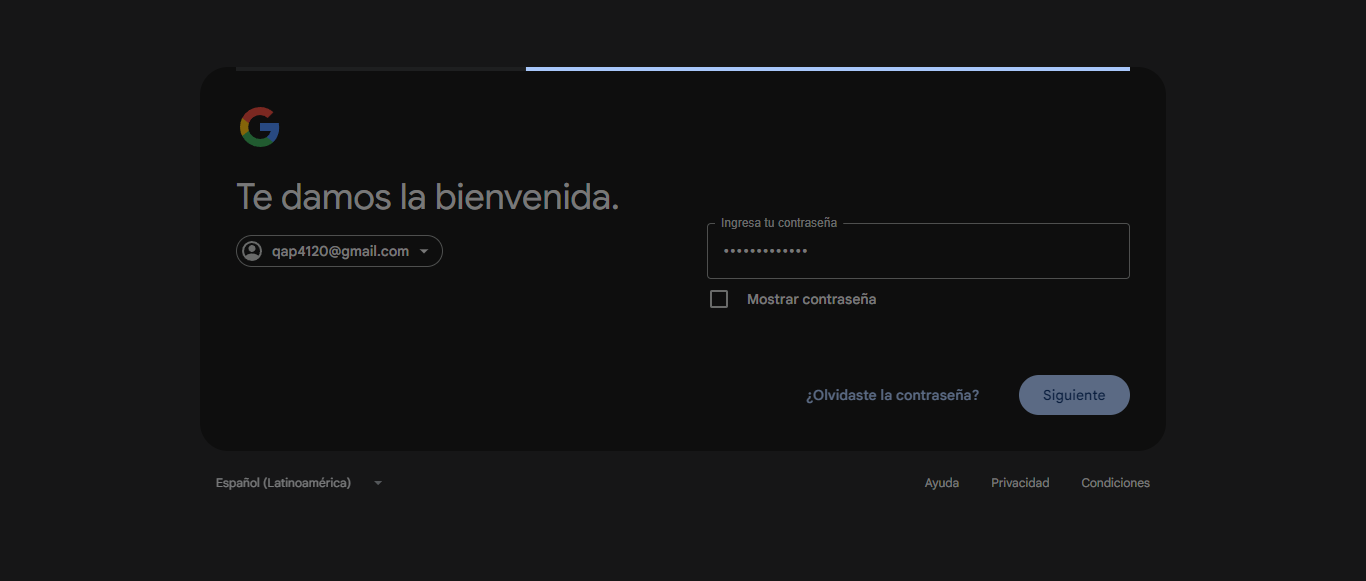 Te damos la bienvenida.
qap4120@gmail.com
Ingresa tu contraseña
•••••••••••••
Mostrar contraseña
¿Olvidaste la contraseña?
Siguiente
Español (Latinoamérica)
Ayuda
Privacidad
Condiciones